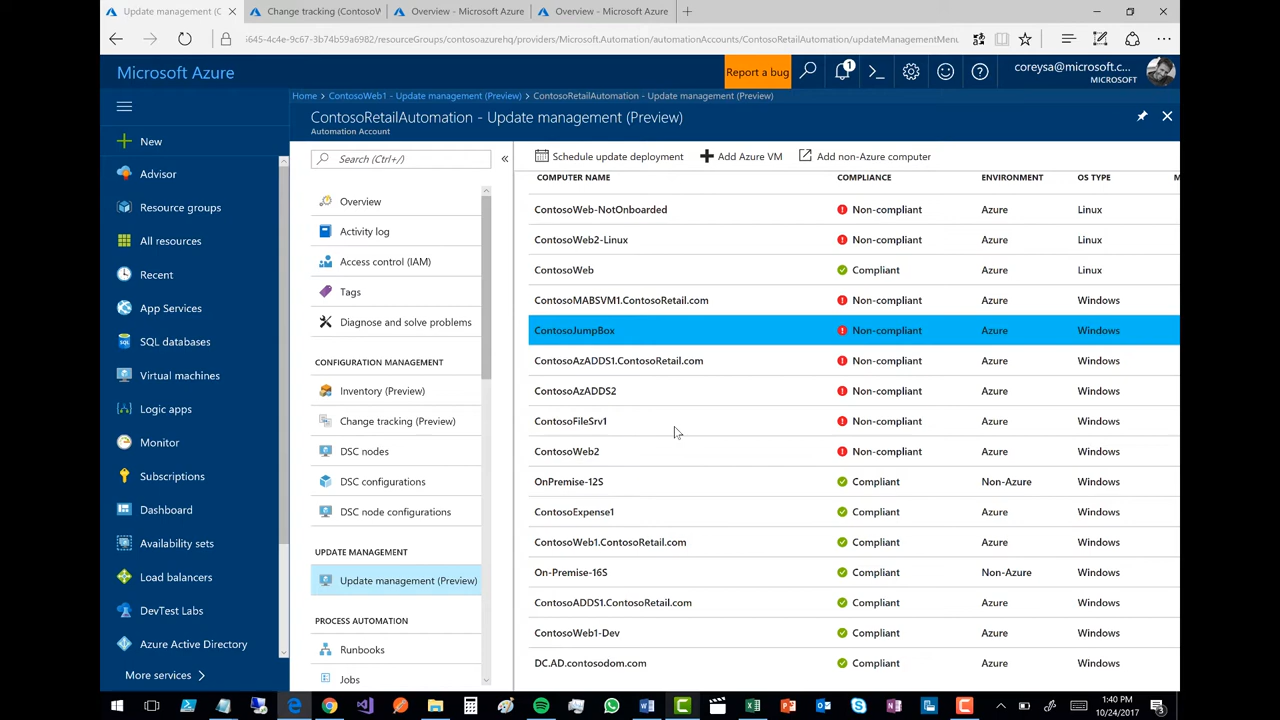 Update management (C
Change tracking (ContosoW
Overview - Microsoft Azure
Overview - Microsoft Azure
5645-4c4e-9c67-3b74b59a6982/resourceGroups/contosoazurehq/providers/Microsoft.Automation/automationAccounts/ContosoRetailAutomation/updateManagementMenu
Microsoft Azure
Report a bug
1
coreysa@microsoft.c...
MICROSOFT
Home > ContosoWeb1 - Update management (Preview) > ContosoRetailAutomation - Update management (Preview)
ContosoRetailAutomation - Update management (Preview)
Automation Account
New
Advisor
Resource groups
All resources
Recent
App Services
SQL databases
Virtual machines
Logic apps
Monitor
Subscriptions
Dashboard
Availability sets
Load balancers
DevTest Labs
Azure Active Directory
More services >
Search (Ctrl+/)
Overview
Activity log
Access control (IAM)
Tags
Diagnose and solve problems
CONFIGURATION MANAGEMENT
Inventory (Preview)
Change tracking (Preview)
DSC nodes
DSC configurations
DSC node configurations
UPDATE MANAGEMENT
Update management (Preview)
PROCESS AUTOMATION
Runbooks
Jobs
Schedule update deployment
Add Azure VM
Add non-Azure computer
COMPUTER NAME COMPLIANCE ENVIRONMENT OS TYPE M
ContosoWeb-NotOnboarded Non-compliant Azure Linux
ContosoWeb2-Linux Non-compliant Azure Linux
ContosoWeb Compliant Azure Linux
ContosoMABSVM1.ContosoRetail.com Non-compliant Azure Windows
ContosoJumpBox Non-compliant Azure Windows
ContosoAzADDS1.ContosoRetail.com Non-compliant Azure Windows
ContosoAzADDS2 Non-compliant Azure Windows
ContosoFileSrv1 Non-compliant Azure Windows
ContosoWeb2 Non-compliant Azure Windows
OnPremise-12S Compliant Non-Azure Windows
ContosoExpense1 Compliant Azure Windows
ContosoWeb1.ContosoRetail.com Compliant Azure Windows
On-Premise-16S Compliant Non-Azure Windows
ContosoADDS1.ContosoRetail.com Compliant Azure Windows
ContosoWeb1-Dev Compliant Azure Windows
DC.AD.contosodom.com Compliant Azure Windows
1:40 PM
10/24/2017
3